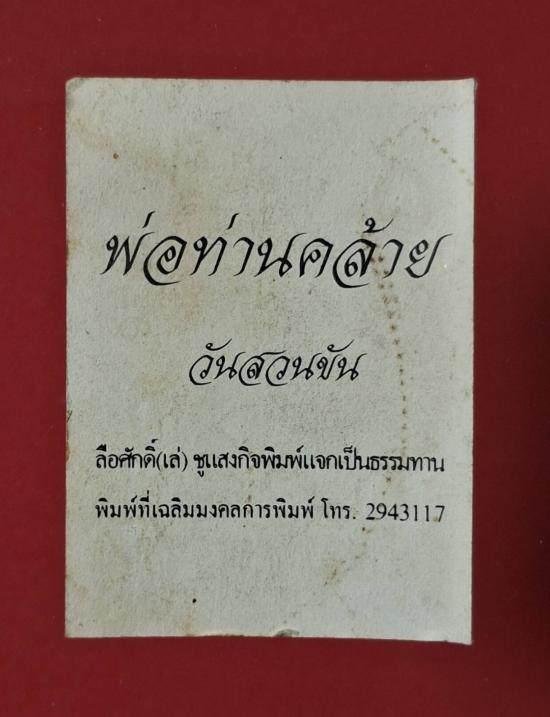 พ่อท่านคล้าย
วันสวนขัน
ลือศักดิ์(เล่) ชูแสงกิจพิมพ์แจกเป็นธรรมทาน
พิมพ์ที่เฉลิมมงคลการพิมพ์ โทร. 2943117